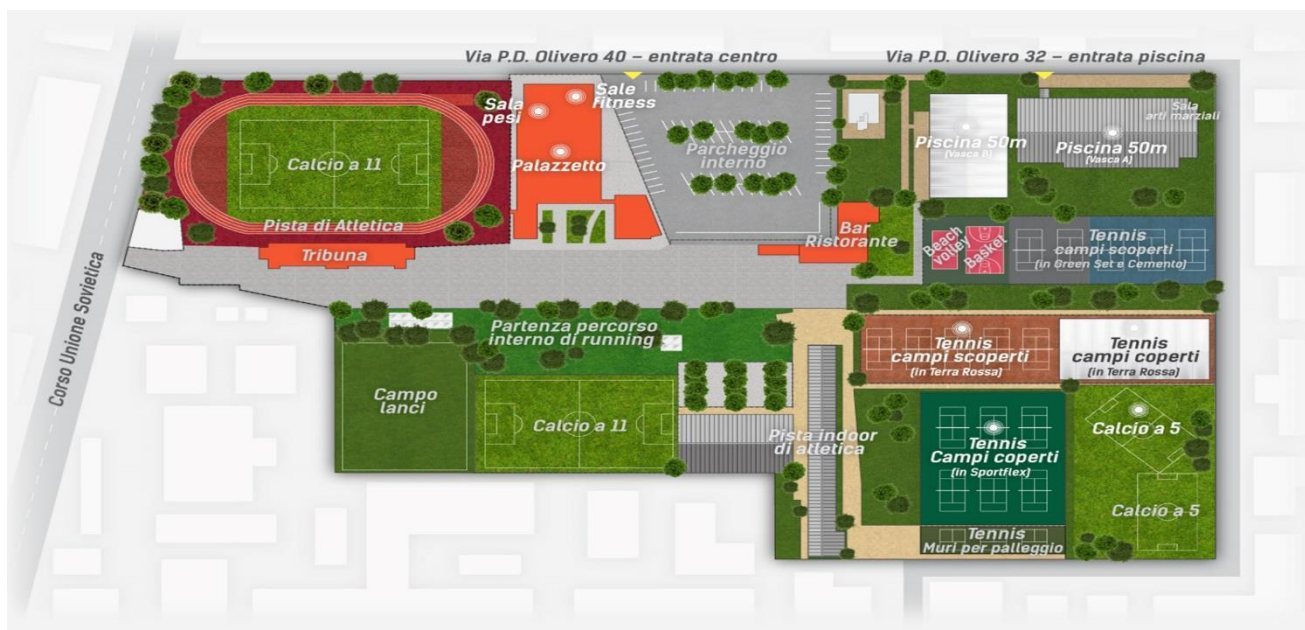 Via P.D. Olivero 40 – entrata centro
Via P.D. Olivero 32 – entrata piscina
Sala
pesi
Sale
fitness
Palazzetto
Calcio a 11
Pista di Atletica
Tribuna
Parcheggio
interno
Bar
Ristorante
Piscina 50m
(Vasca B)
Piscina 50m
(Vasca A)
Sala
arti marziali
Beach
volley
Basket
Tennis
campi scoperti
(in Green Set e Cemento)
Corso Unione Sovietica
Partenza percorso
interno di running
Campo
lanci
Calcio a 11
Pista indoor
di atletica
Tennis
campi scoperti
(In Terra Rossa)
Tennis
campi coperti
(in Terra Rossa)
Tennis
Campi coperti
(in Sportflex)
Calcio a 5
Calcio a 5
Tennis
Muri per palleggio